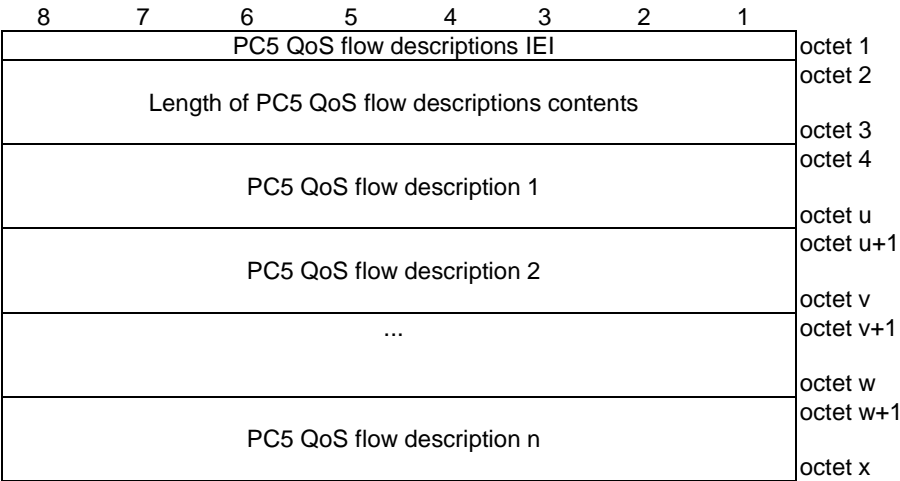 8 7 6 5 4 3 2 1
PC5 QoS flow descriptions IEI octet 1
octet 2
Length of PC5 QoS flow descriptions contents
octet 3
octet 4
PC5 QoS flow description 1
octet u
octet u+1
PC5 QoS flow description 2
octet v
... octet v+1
octet w
octet w+1
PC5 QoS flow description n
octet x